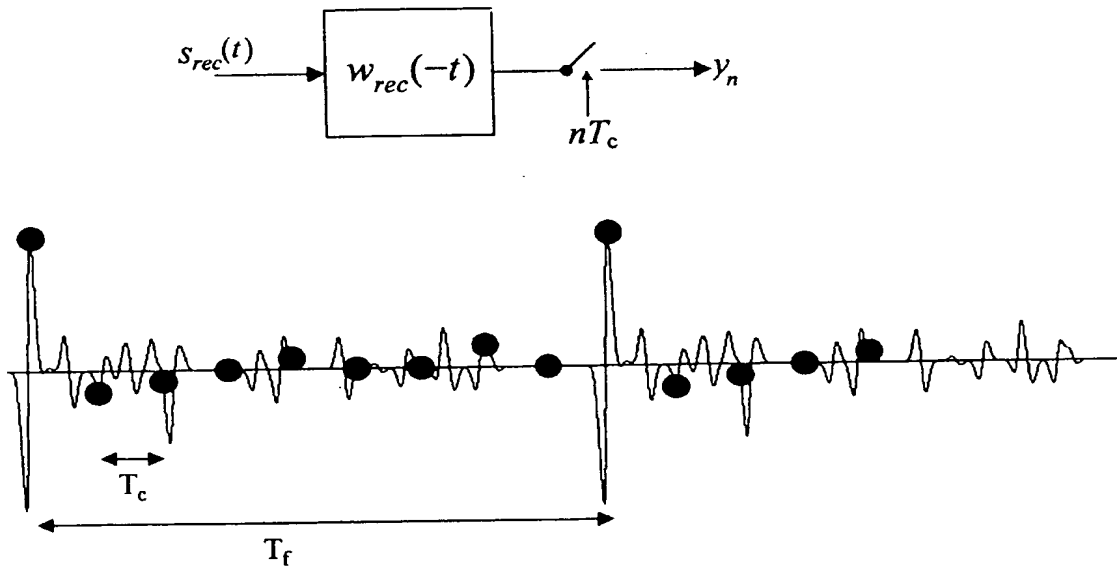 s_rec(t)
w_rec(-t)
y_n
nT_c
T_c
T_f